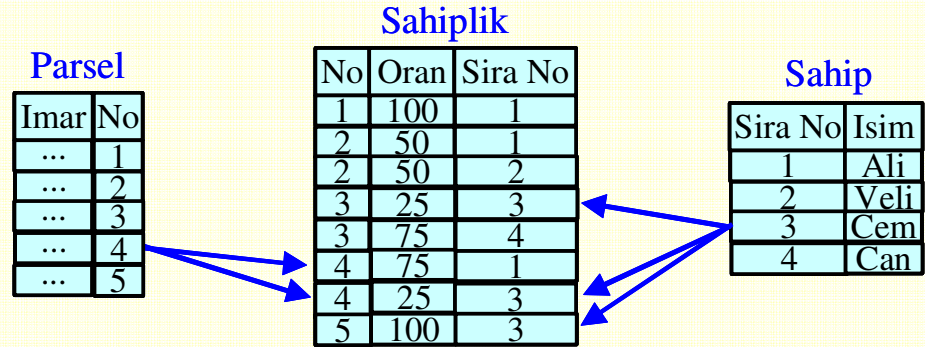 Sahiplik
Parsel
Sahip
No Oran Sira No
1 100 1
2 50 1
2 50 2
3 25 3
3 75 4
4 75 1
4 25 3
5 100 3
Imar No
... 1
... 2
... 3
... 4
... 5
Sira No Isim
1 Ali
2 Veli
3 Cem
4 Can